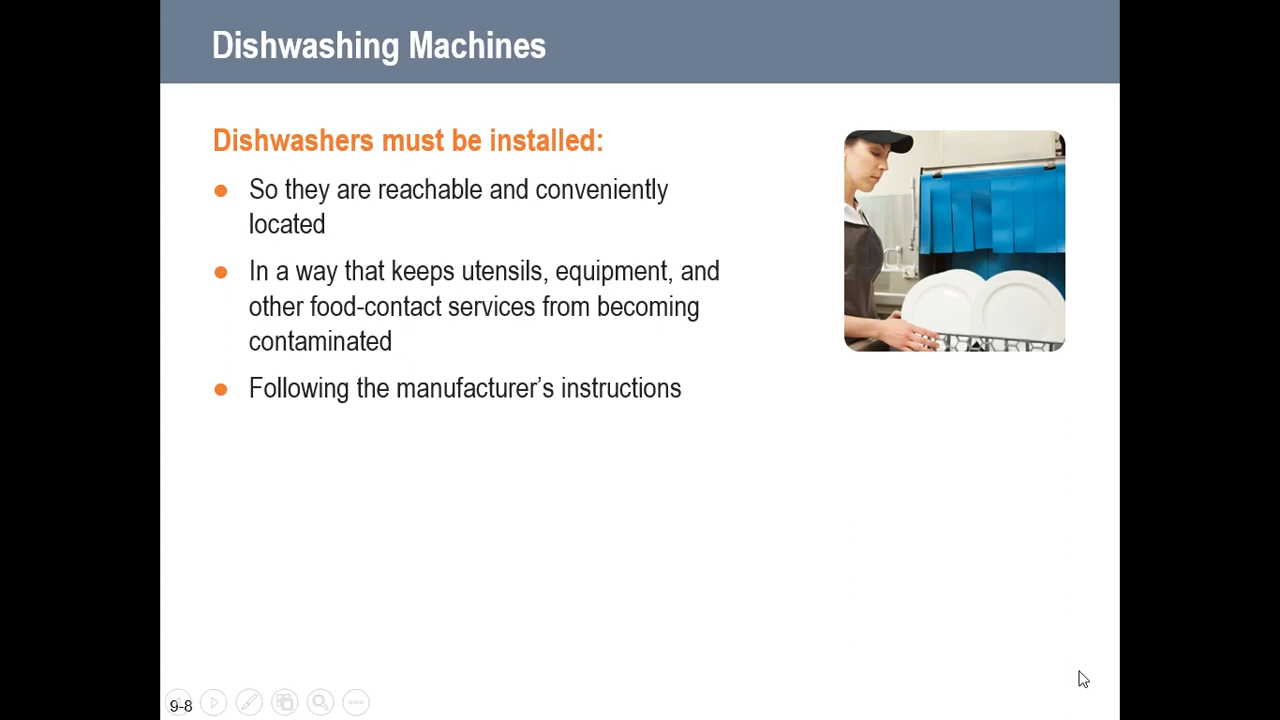 Dishwashing Machines
Dishwashers must be installed:
So they are reachable and conveniently
located
In a way that keeps utensils, equipment, and
other food-contact services from becoming
contaminated
Following the manufacturer’s instructions
9-8